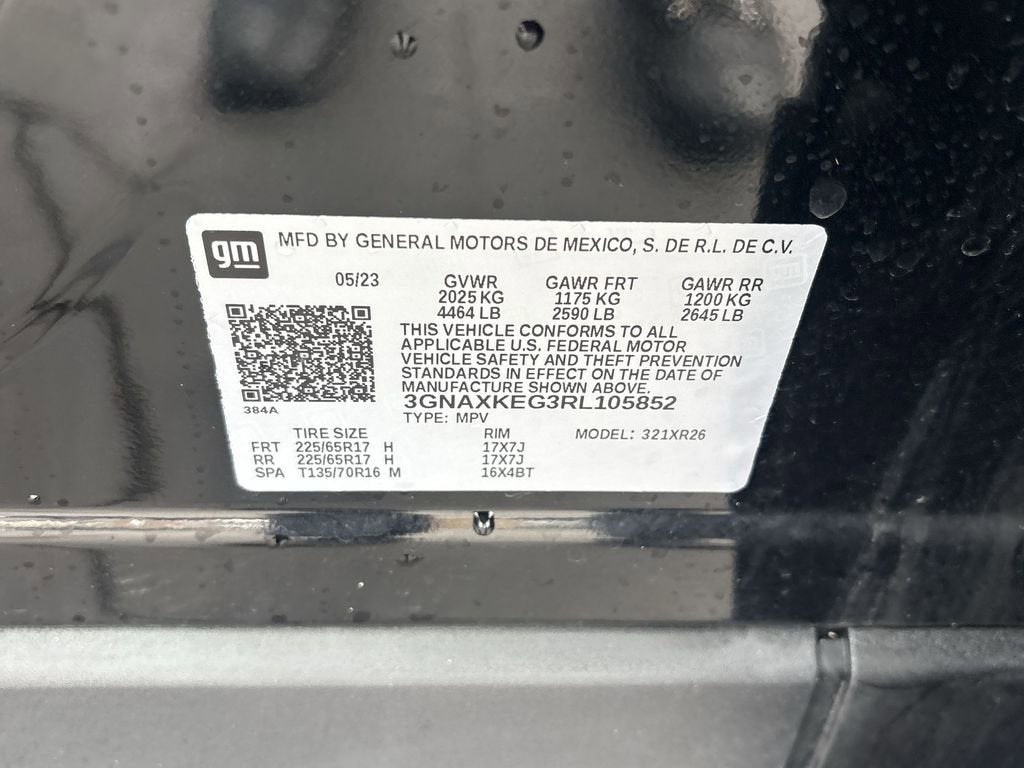 gm
MFD BY GENERAL MOTORS DE MEXICO, S. DE R.L. DE C.V.
05/23 GVWR GAWR FRT GAWR RR
2025 KG 1175 KG 1200 KG
4464 LB 2590 LB 2645 LB
THIS VEHICLE CONFORMS TO ALL
APPLICABLE U.S. FEDERAL MOTOR
VEHICLE SAFETY AND THEFT PREVENTION
STANDARDS IN EFFECT ON THE DATE OF
MANUFACTURE SHOWN ABOVE.
384A
3GNAXKEG3RL105852
TYPE: MPV
TIRE SIZE RIM MODEL: 321XR26
FRT 225/65R17 H 17X7J
RR 225/65R17 H 17X7J
SPA T135/70R16 M 16X4BT